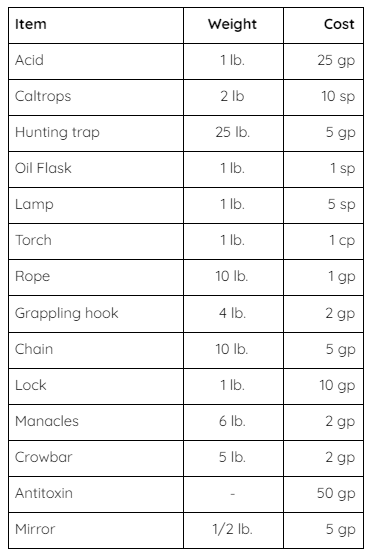 Item Weight Cost
Acid 1 lb. 25 gp
Caltrops 2 lb 10 sp
Hunting trap 25 lb. 5 gp
Oil Flask 1 lb. 1 sp
Lamp 1 lb. 5 sp
Torch 1 lb. 1 cp
Rope 10 lb. 1 gp
Grappling hook 4 lb. 2 gp
Chain 10 lb. 5 gp
Lock 1 lb. 10 gp
Manacles 6 lb. 2 gp
Crowbar 5 lb. 2 gp
Antitoxin - 50 gp
Mirror 1/2 lb. 5 gp